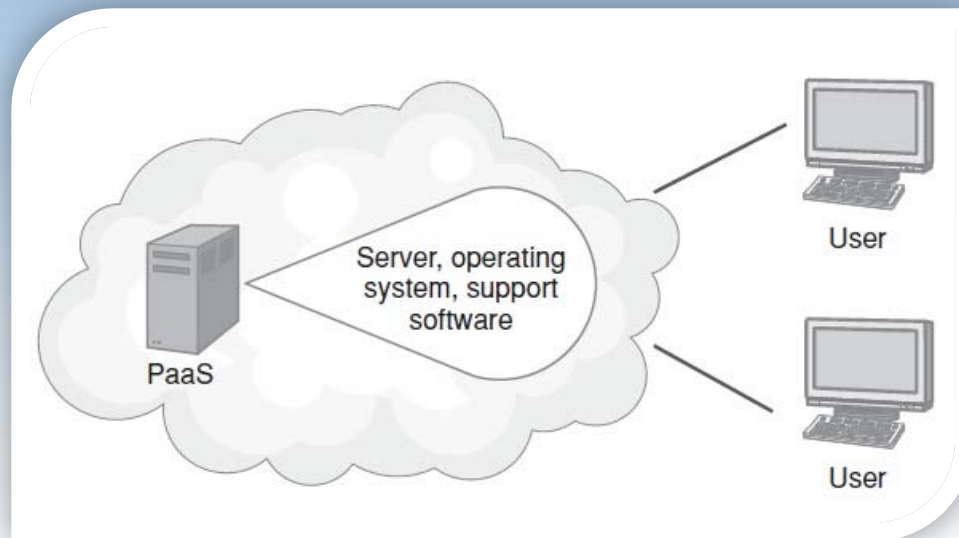 Server, operating
system, support
software
PaaS
User
User